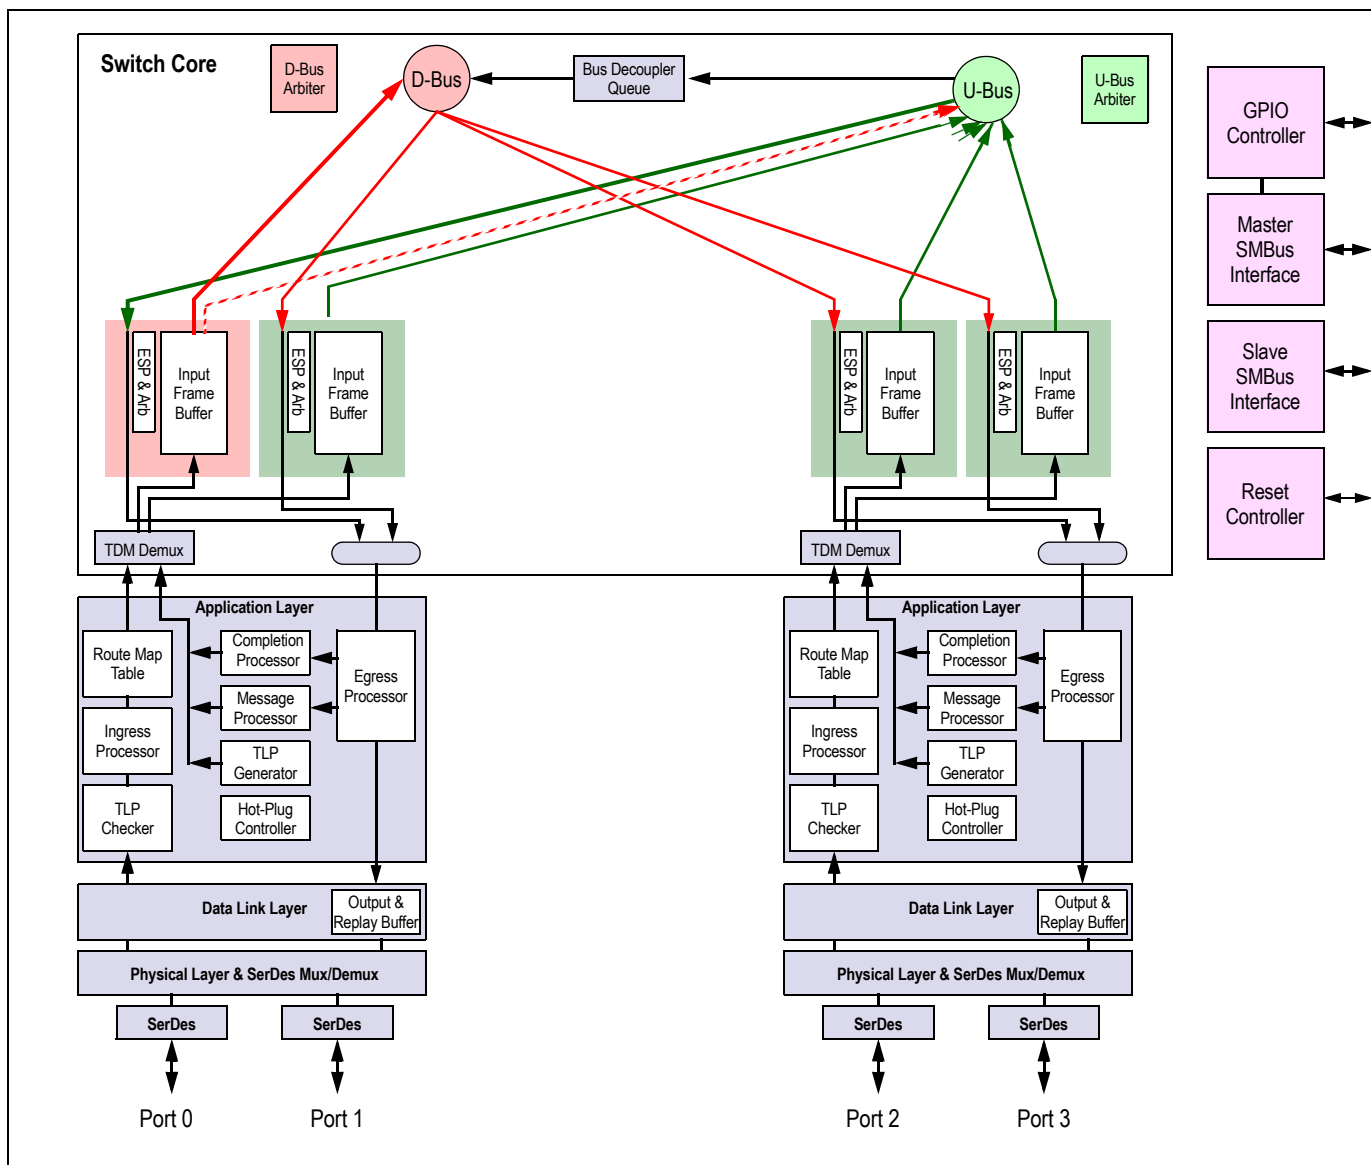 Switch Core
D-Bus
Arbiter
D-Bus
Bus Decoupler
Queue
U-Bus
U-Bus
Arbiter
GPIO
Controller
Master
SMBus
Interface
Slave
SMBus
Interface
Reset
Controller
ESP & Arb
Input
Frame
Buffer
ESP & Arb
Input
Frame
Buffer
ESP & Arb
Input
Frame
Buffer
ESP & Arb
Input
Frame
Buffer
TDM Demux
TDM Demux
Application Layer
Route Map
Table
Completion
Processor
Egress
Processor
Message
Processor
Ingress
Processor
TLP
Generator
TLP
Checker
Hot-Plug
Controller
Application Layer
Route Map
Table
Completion
Processor
Egress
Processor
Message
Processor
Ingress
Processor
TLP
Generator
TLP
Checker
Hot-Plug
Controller
Data Link Layer
Output &
Replay Buffer
Data Link Layer
Output &
Replay Buffer
Physical Layer & SerDes Mux/Demux
Physical Layer & SerDes Mux/Demux
SerDes
SerDes
SerDes
SerDes
Port 0
Port 1
Port 2
Port 3